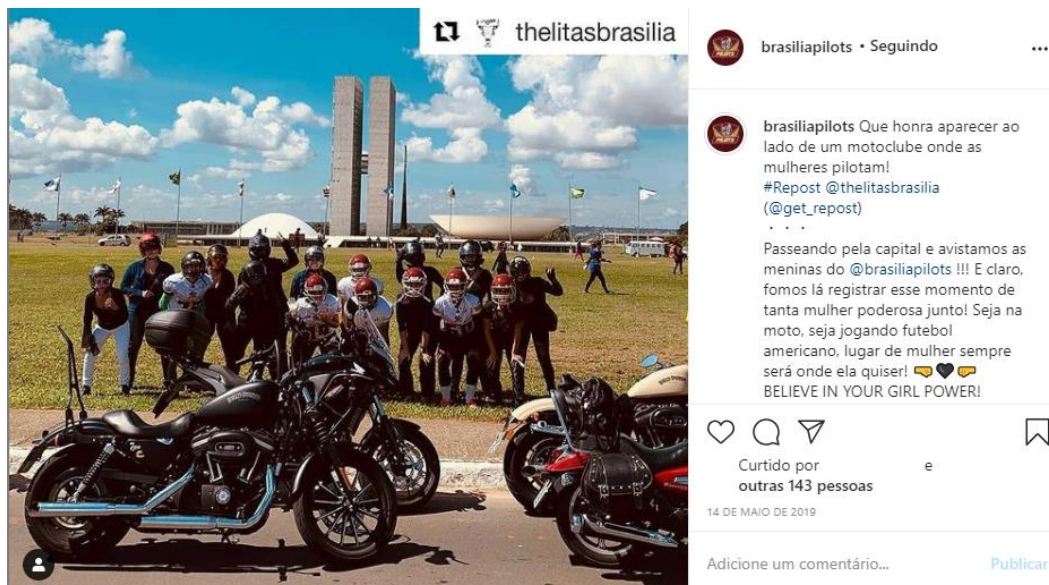 thelitasbrasilia
brasiliapilots • Seguindo
brasiliapilots Que honra aparecer ao
lado de um motoclube onde as
mulheres pilotam!
#Repost @thelitasbrasilia
(@get_repost)
・・・
Passeando pela capital e avistamos as
meninas do @brasiliapilots !!! E claro,
fomos lá registrar esse momento de
tanta mulher poderosa junto! Seja na
moto, seja jogando futebol
americano, lugar de mulher sempre
será onde ela quiser! 🤜🖤🤛
BELIEVE IN YOUR GIRL POWER!
Curtido por e
outras 143 pessoas
14 DE MAIO DE 2019
Adicione um comentário... Publicar